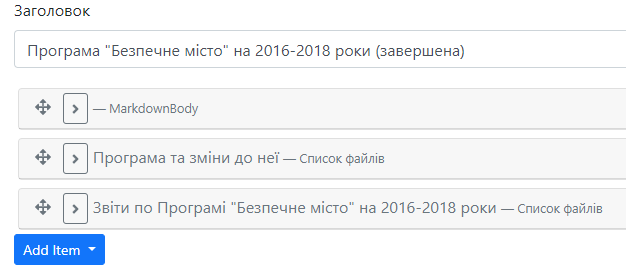 Заголовок
Програма "Безпечне місто" на 2016-2018 роки (завершена)
— MarkdownBody
Програма та зміни до неї — Список файлів
Звіти по Програмі "Безпечне місто" на 2016-2018 роки — Список файлів
Add Item